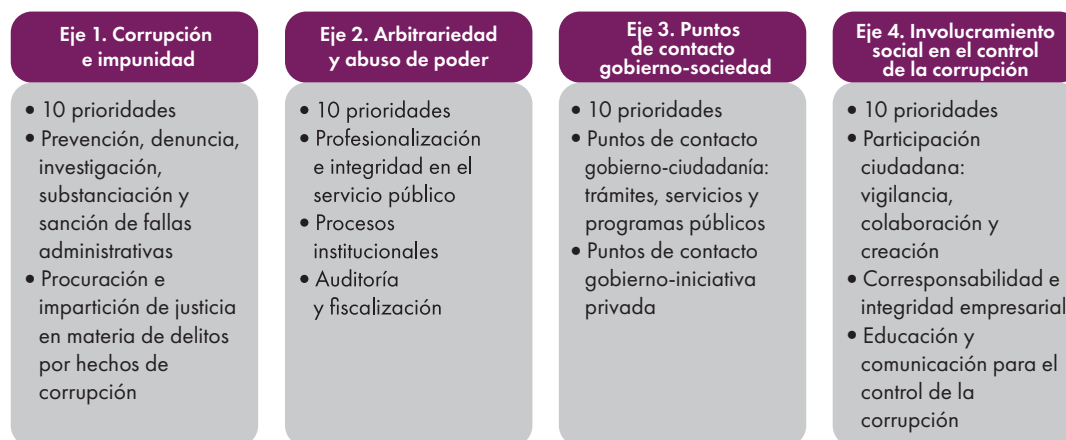 Eje 1. Corrupción
e impunidad
• 10 prioridades
• Prevención, denuncia,
investigación,
substanciación y
sanción de fallas
administrativas
• Procuración e
impartición de justicia
en materia de delitos
por hechos de
corrupción
Eje 2. Arbitrariedad
y abuso de poder
• 10 prioridades
• Profesionalización
e integridad en el
servicio público
• Procesos
institucionales
• Auditoría
y fiscalización
Eje 3. Puntos
de contacto
gobierno-sociedad
• 10 prioridades
• Puntos de contacto
gobierno-ciudadanía:
trámites, servicios y
programas públicos
• Puntos de contacto
gobierno-iniciativa
privada
Eje 4. Involucramiento
social en el control
de la corrupción
• 10 prioridades
• Participación
ciudadana:
vigilancia,
colaboración y
creación
• Corresponsabilidad e
integridad empresarial
• Educación y
comunicación para el
control de la
corrupción